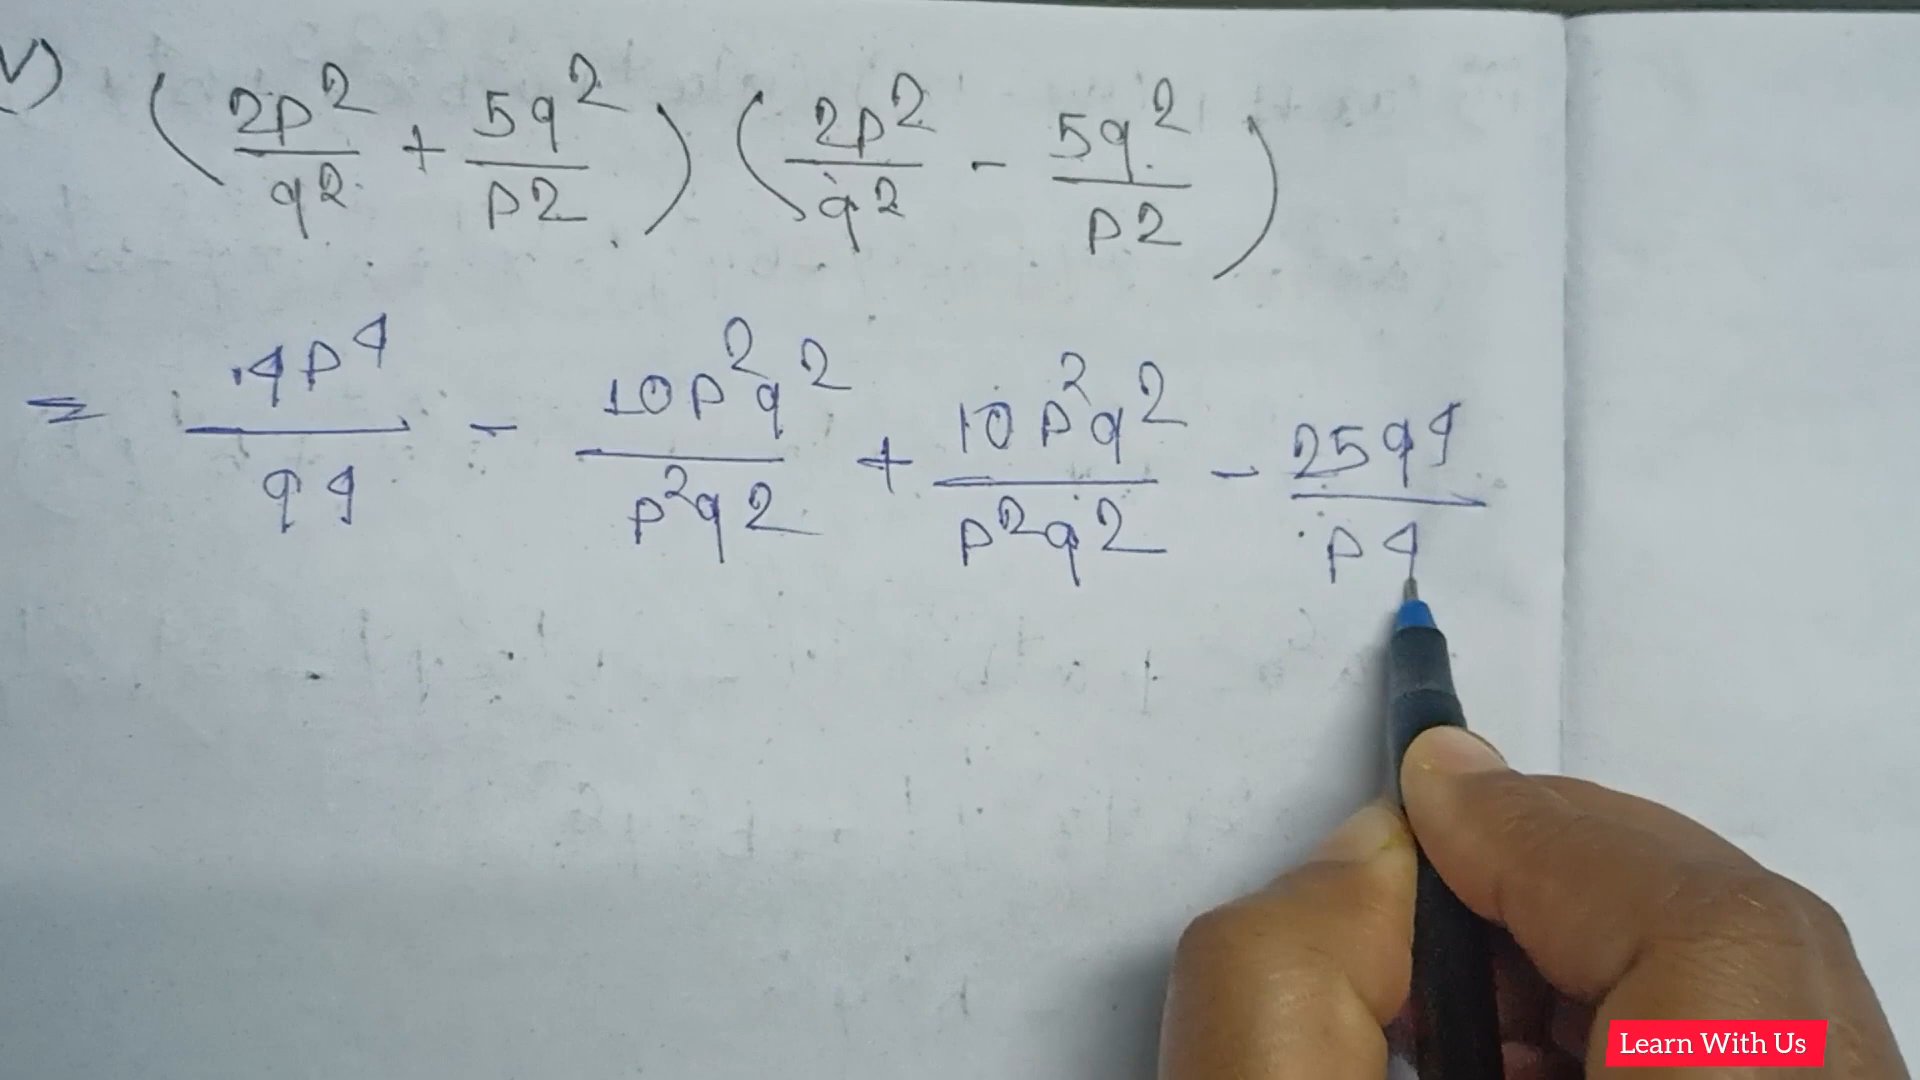 V) (2p²/q² + 5q²/p²) (2p²/q² - 5q²/p²)
= 4p⁴/q⁴ - 10p²q²/p²q² + 10p²q²/p²q² - 25q⁴/p⁴
Learn With Us